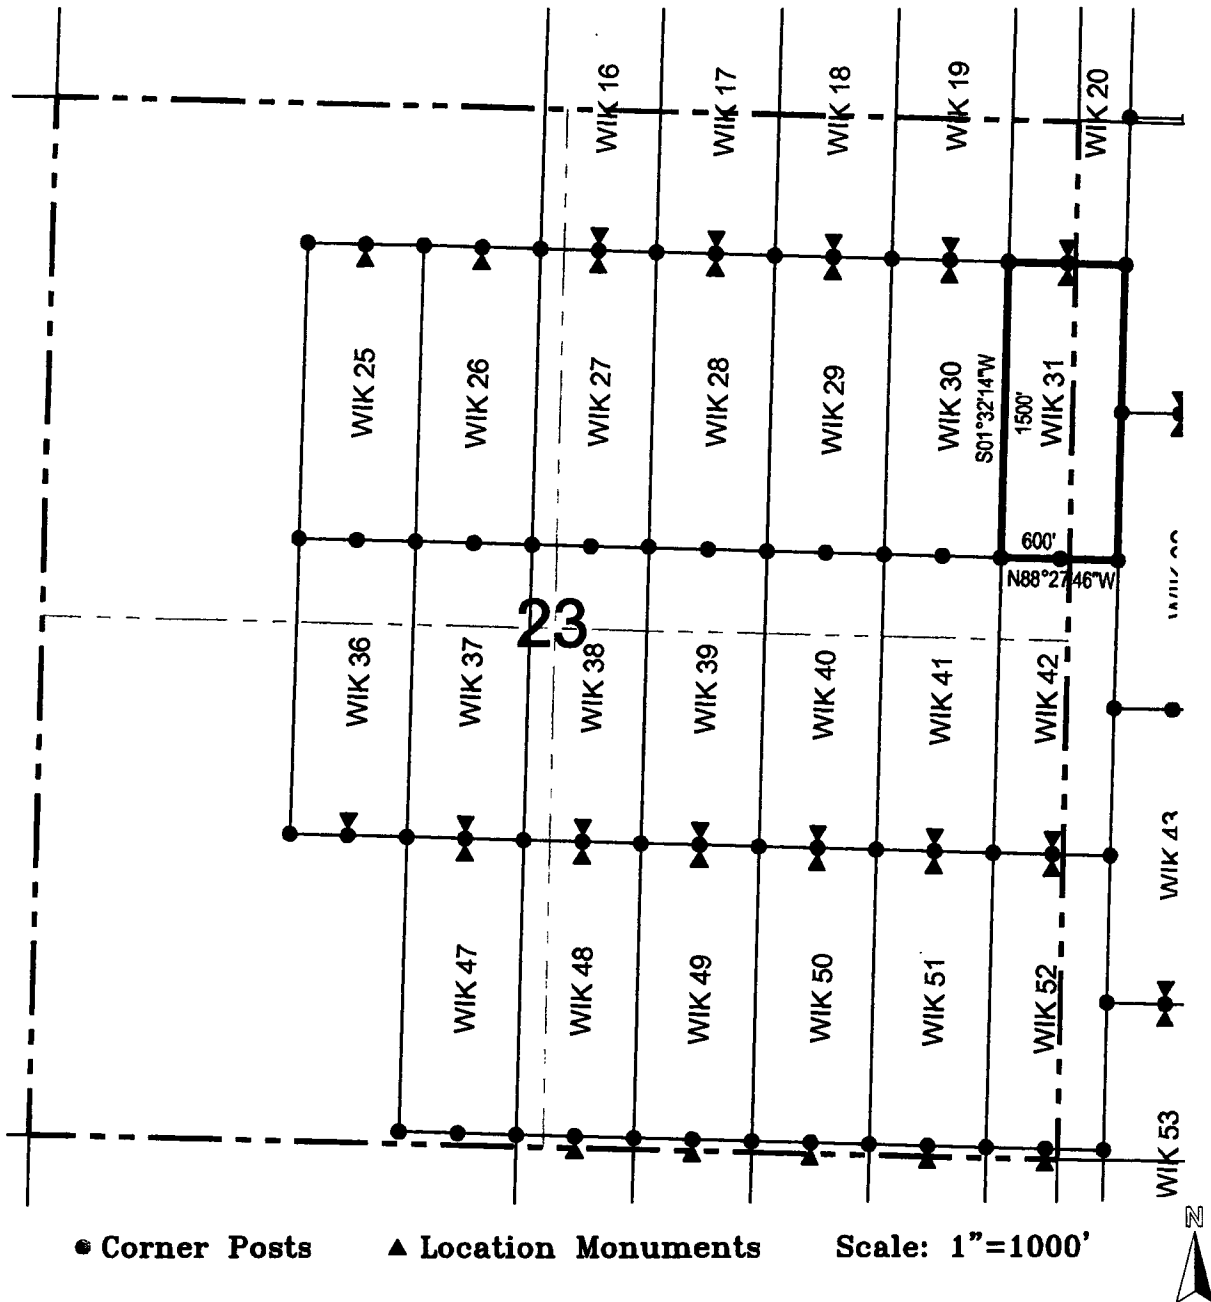 WIK 16
WIK 17
WIK 18
WIK 19
WIK 20
WIK 25
WIK 26
WIK 27
WIK 28
WIK 29
WIK 30
S01°32'14"W
1500'
WIK 31
600'
N88°27'46"W
23
WIK 36
WIK 37
WIK 38
WIK 39
WIK 40
WIK 41
WIK 42
WIK 43
WIK 47
WIK 48
WIK 49
WIK 50
WIK 51
WIK 52
WIK 53
N
Corner Posts
Location Monuments
Scale: 1"=1000'